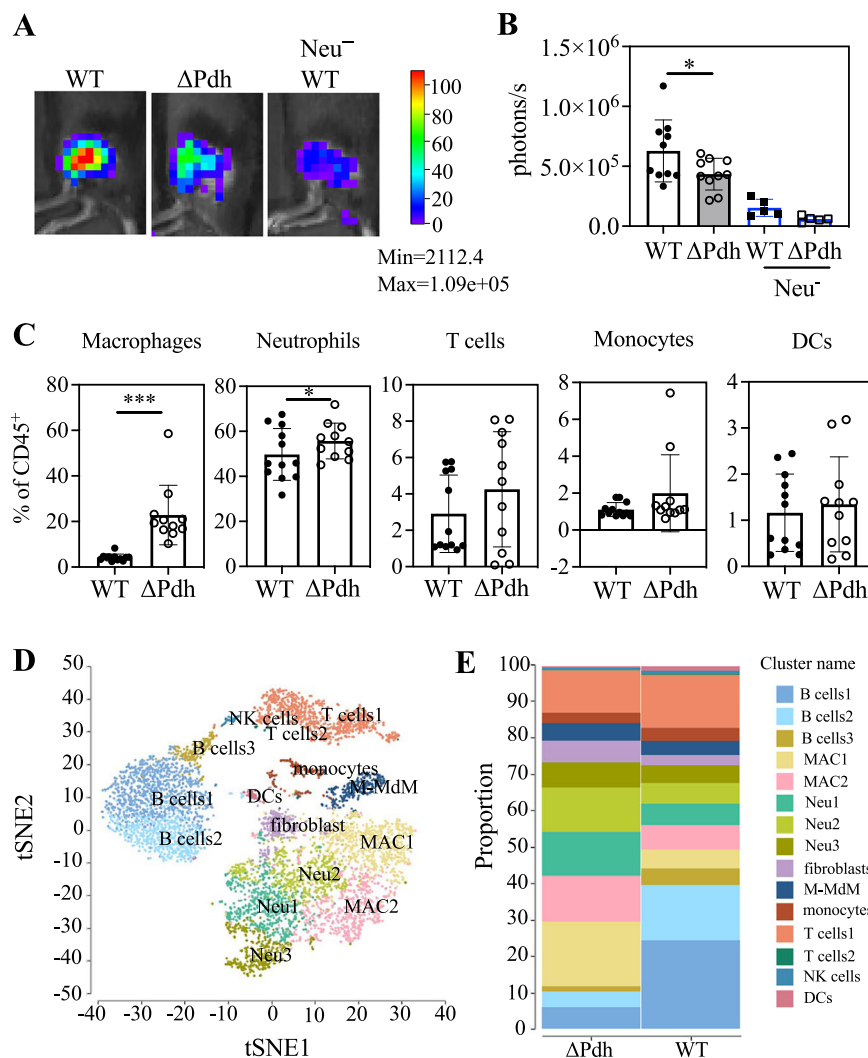 A
WT
ΔPdh
Neu⁻
WT
100
80
60
40
20
0
Min=2112.4
Max=1.09e+05
B
photons/s
1.5×10⁶
1.0×10⁶
5.0×10⁵
0.0
*
WT ΔPdh WT ΔPdh
Neu⁻
C
% of CD45⁺
Macrophages
80
60
40
20
0
***
WT ΔPdh
Neutrophils
80
60
40
20
0
*
WT ΔPdh
T cells
10
8
6
4
2
0
WT ΔPdh
Monocytes
8
6
4
2
0
-2
WT ΔPdh
DCs
4
3
2
1
0
WT ΔPdh
D
tSNE2
50
40
30
20
10
0
-10
-20
-30
-40
-50
NK cells
T cells1
T cells2
B cells3
monocytes
M-MdM
B cells1
DCs
fibroblast
B cells2
MAC1
Neu2
Neu1
MAC2
Neu3
-40 -30 -20 -10 0 10 20 30 40
tSNE1
E
Proportion
100
90
80
70
60
50
40
30
20
10
0
ΔPdh WT
Cluster name
B cells1
B cells2
B cells3
MAC1
MAC2
Neu1
Neu2
Neu3
fibroblasts
M-MdM
monocytes
T cells1
T cells2
NK cells
DCs